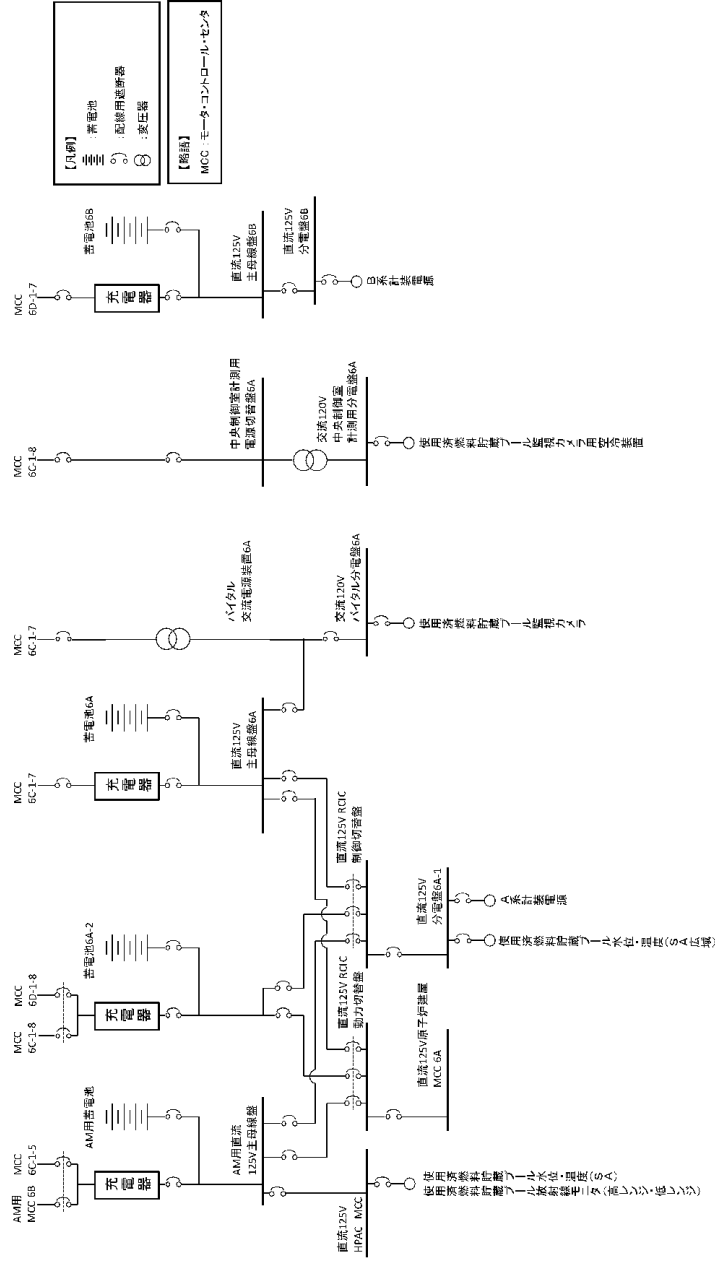 【凡例】
：蓄電池
：配線用遮断器
：変圧器
【略語】
MCC：モータ・コントロール・センタ
AM用
MCC 6B
MCC
6C-1-5
充電器
AM用蓄電池
AM用直流
125V主母線盤
直流125V
HPAC MCC
使用済燃料貯蔵プール水位・温度（SA）
使用済燃料貯蔵プール放射線モニタ（高レンジ・低レンジ）
MCC
6C-1-8
MCC
6D-1-8
充電器
蓄電池6A-2
直流125V RCIC
動力切替盤
直流125V原子炉建屋
MCC 6A
MCC
6C-1-7
充電器
蓄電池6A
直流125V
主母線盤6A
直流125V RCIC
制御切替盤
直流125V
分電盤6A-1
使用済燃料貯蔵プール水位・温度（SA広域）
A系計装電源
MCC
6C-1-7
バイタル
交流電源装置6A
交流120V
バイタル分電盤6A
使用済燃料貯蔵プール監視カメラ
MCC
6C-1-8
中央制御室計測用
電源切替盤6A
交流120V
中央制御室
計測用分電盤6A
使用済燃料貯蔵プール監視カメラ用空冷装置
MCC
6D-1-7
充電器
蓄電池6B
直流125V
主母線盤6B
直流125V
分電盤6B
B系計装電源